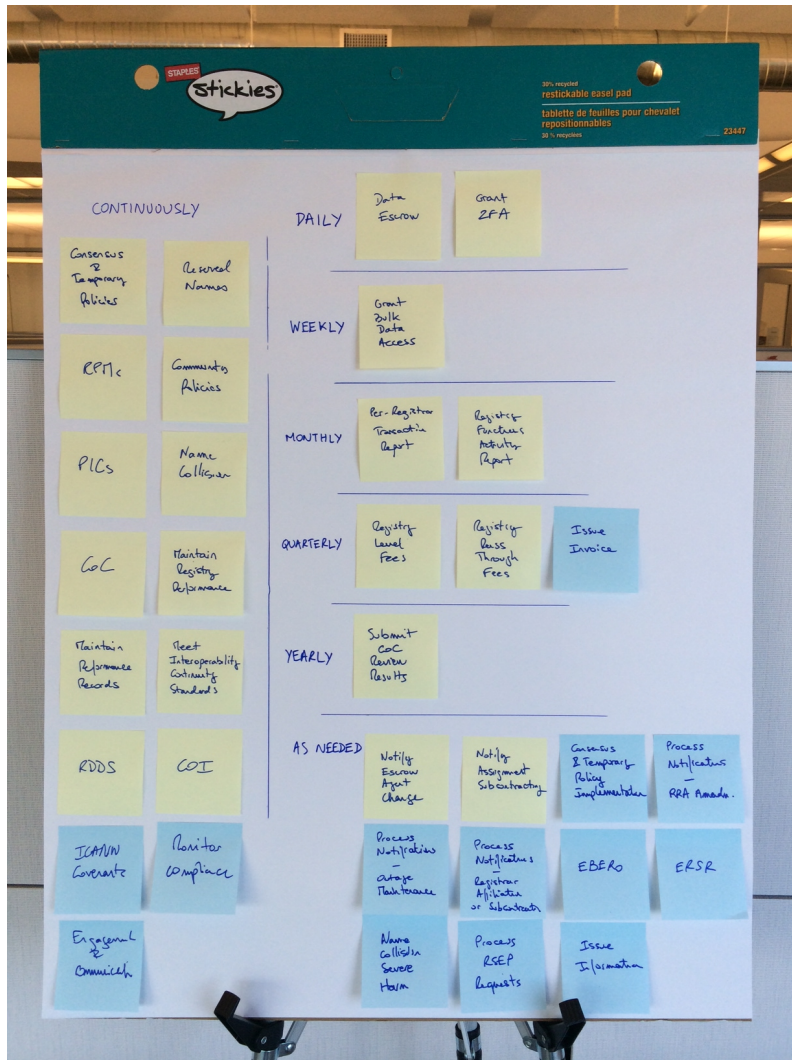 STAPLES
Stickies
30% recycled
restickable easel pad
tablette de feuilles pour chevalet
repositionnables
30 % recyclées
23447
CONTINUOUSLY
Consensus
&
Temporary
Policies
Reserved
Names
RPMs
Communities
Policies
PICs
Name
Collision
CoC
Maintain
Registry
Performance
Maintain
Performance
Records
Meet
Interoperability
Continuity
Standards
RDDS
COI
ICANN
Covenants
Monitor
Compliance
Engagement
&
Communicati
DAILY
Data
Escrow
Grant
ZFA
WEEKLY
Grant
Bulk
Data
Access
MONTHLY
Per-Registrar
Transaction
Report
Registry
Functions
Activity
Report
QUARTERLY
Registry
Level
Fees
Registry
Pass
Through
Fees
Issue
Invoice
YEARLY
Submit
CoC
Review
Results
AS NEEDED
Notify
Escrow
Agent
Change
Notify
Assignment
Subcontracting
Consensus
& Temporary
Policy
Implementation
Process
Notifications
—
RRA Amendm.
Process
Notifications
—
Outage
Maintenance
Process
Notifications
—
Registrar
Affiliation
or Subcontracts
EBERO
ERSR
Name
Collision
Severe
Harm
Process
RSEP
Requests
Issue
Information